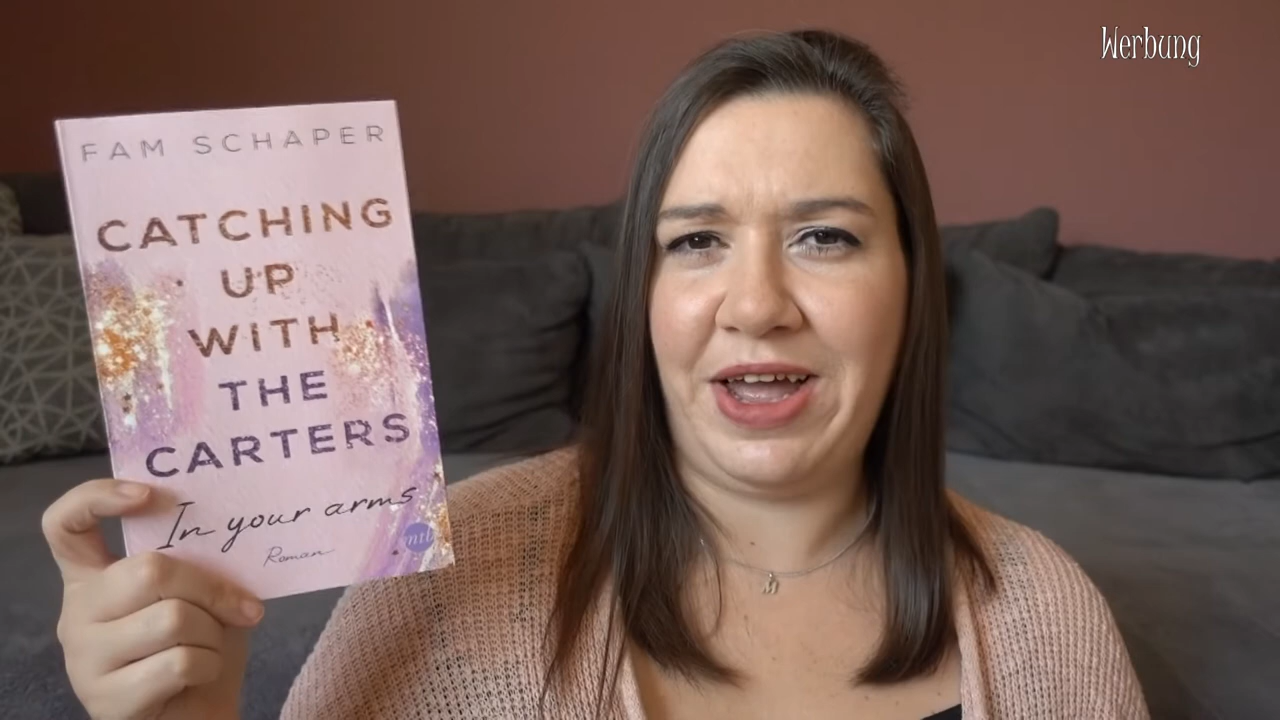 Werbung
FAM SCHAPER
CATCHING
UP
WITH
THE
CARTERS
In your arms
Roman
mtb